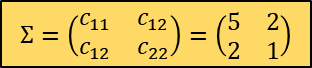 Σ = (c₁₁ c₁₂ c₁₂ c₂₂) = (5 2 2 1)